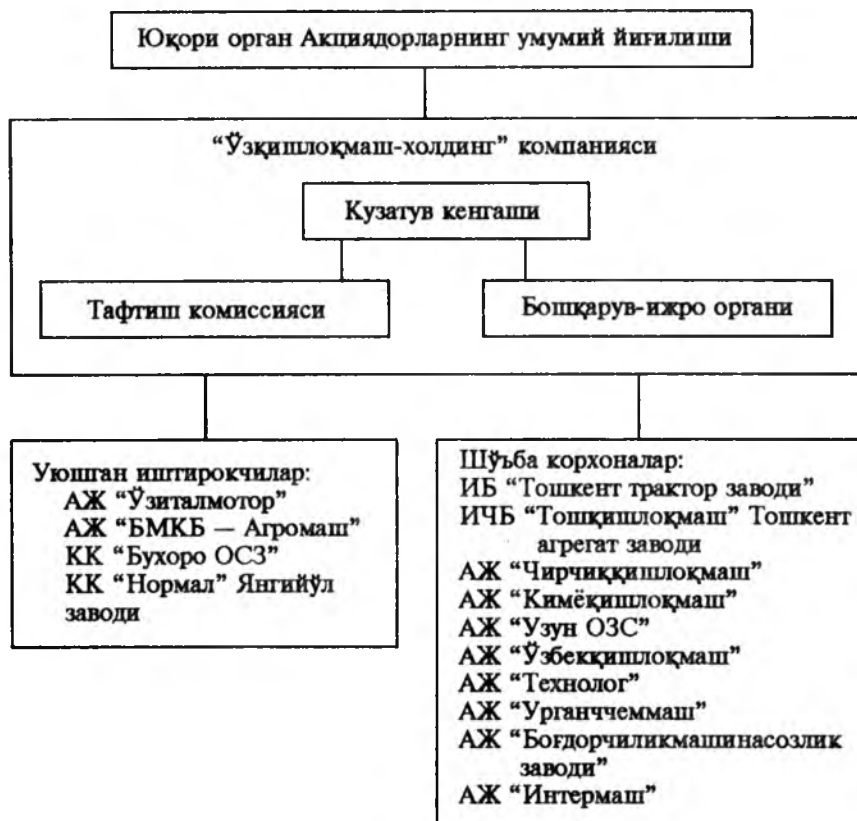 Юқори орган Акциядорларнинг умумий йиғилиши
“Ўзқишлоқмаш-холдинг” компанияси
Кузатув кенгаши
Тафтиш комиссияси
Бошқарув-ижро органи
Уюшган иштирокчилар:
АЖ “Ўзиталмотор”
АЖ “БМКБ — Агромаш”
КК “Бухоро ОСЗ”
КК “Нормал” Янгийўл
заводи
Шўъба корхоналар:
ИБ “Тошкент трактор заводи”
ИЧБ “Тошқишлоқмаш” Тошкент
агрегат заводи
АЖ “Чирчиққишлоқмаш”
АЖ “Кимёқишлоқмаш”
АЖ “Узун ОЗС”
АЖ “Ўзбекқишлоқмаш”
АЖ “Технолог”
АЖ “Урганччеммаш”
АЖ “Боғдорчиликмашинасозлик
заводи”
АЖ “Интермаш”